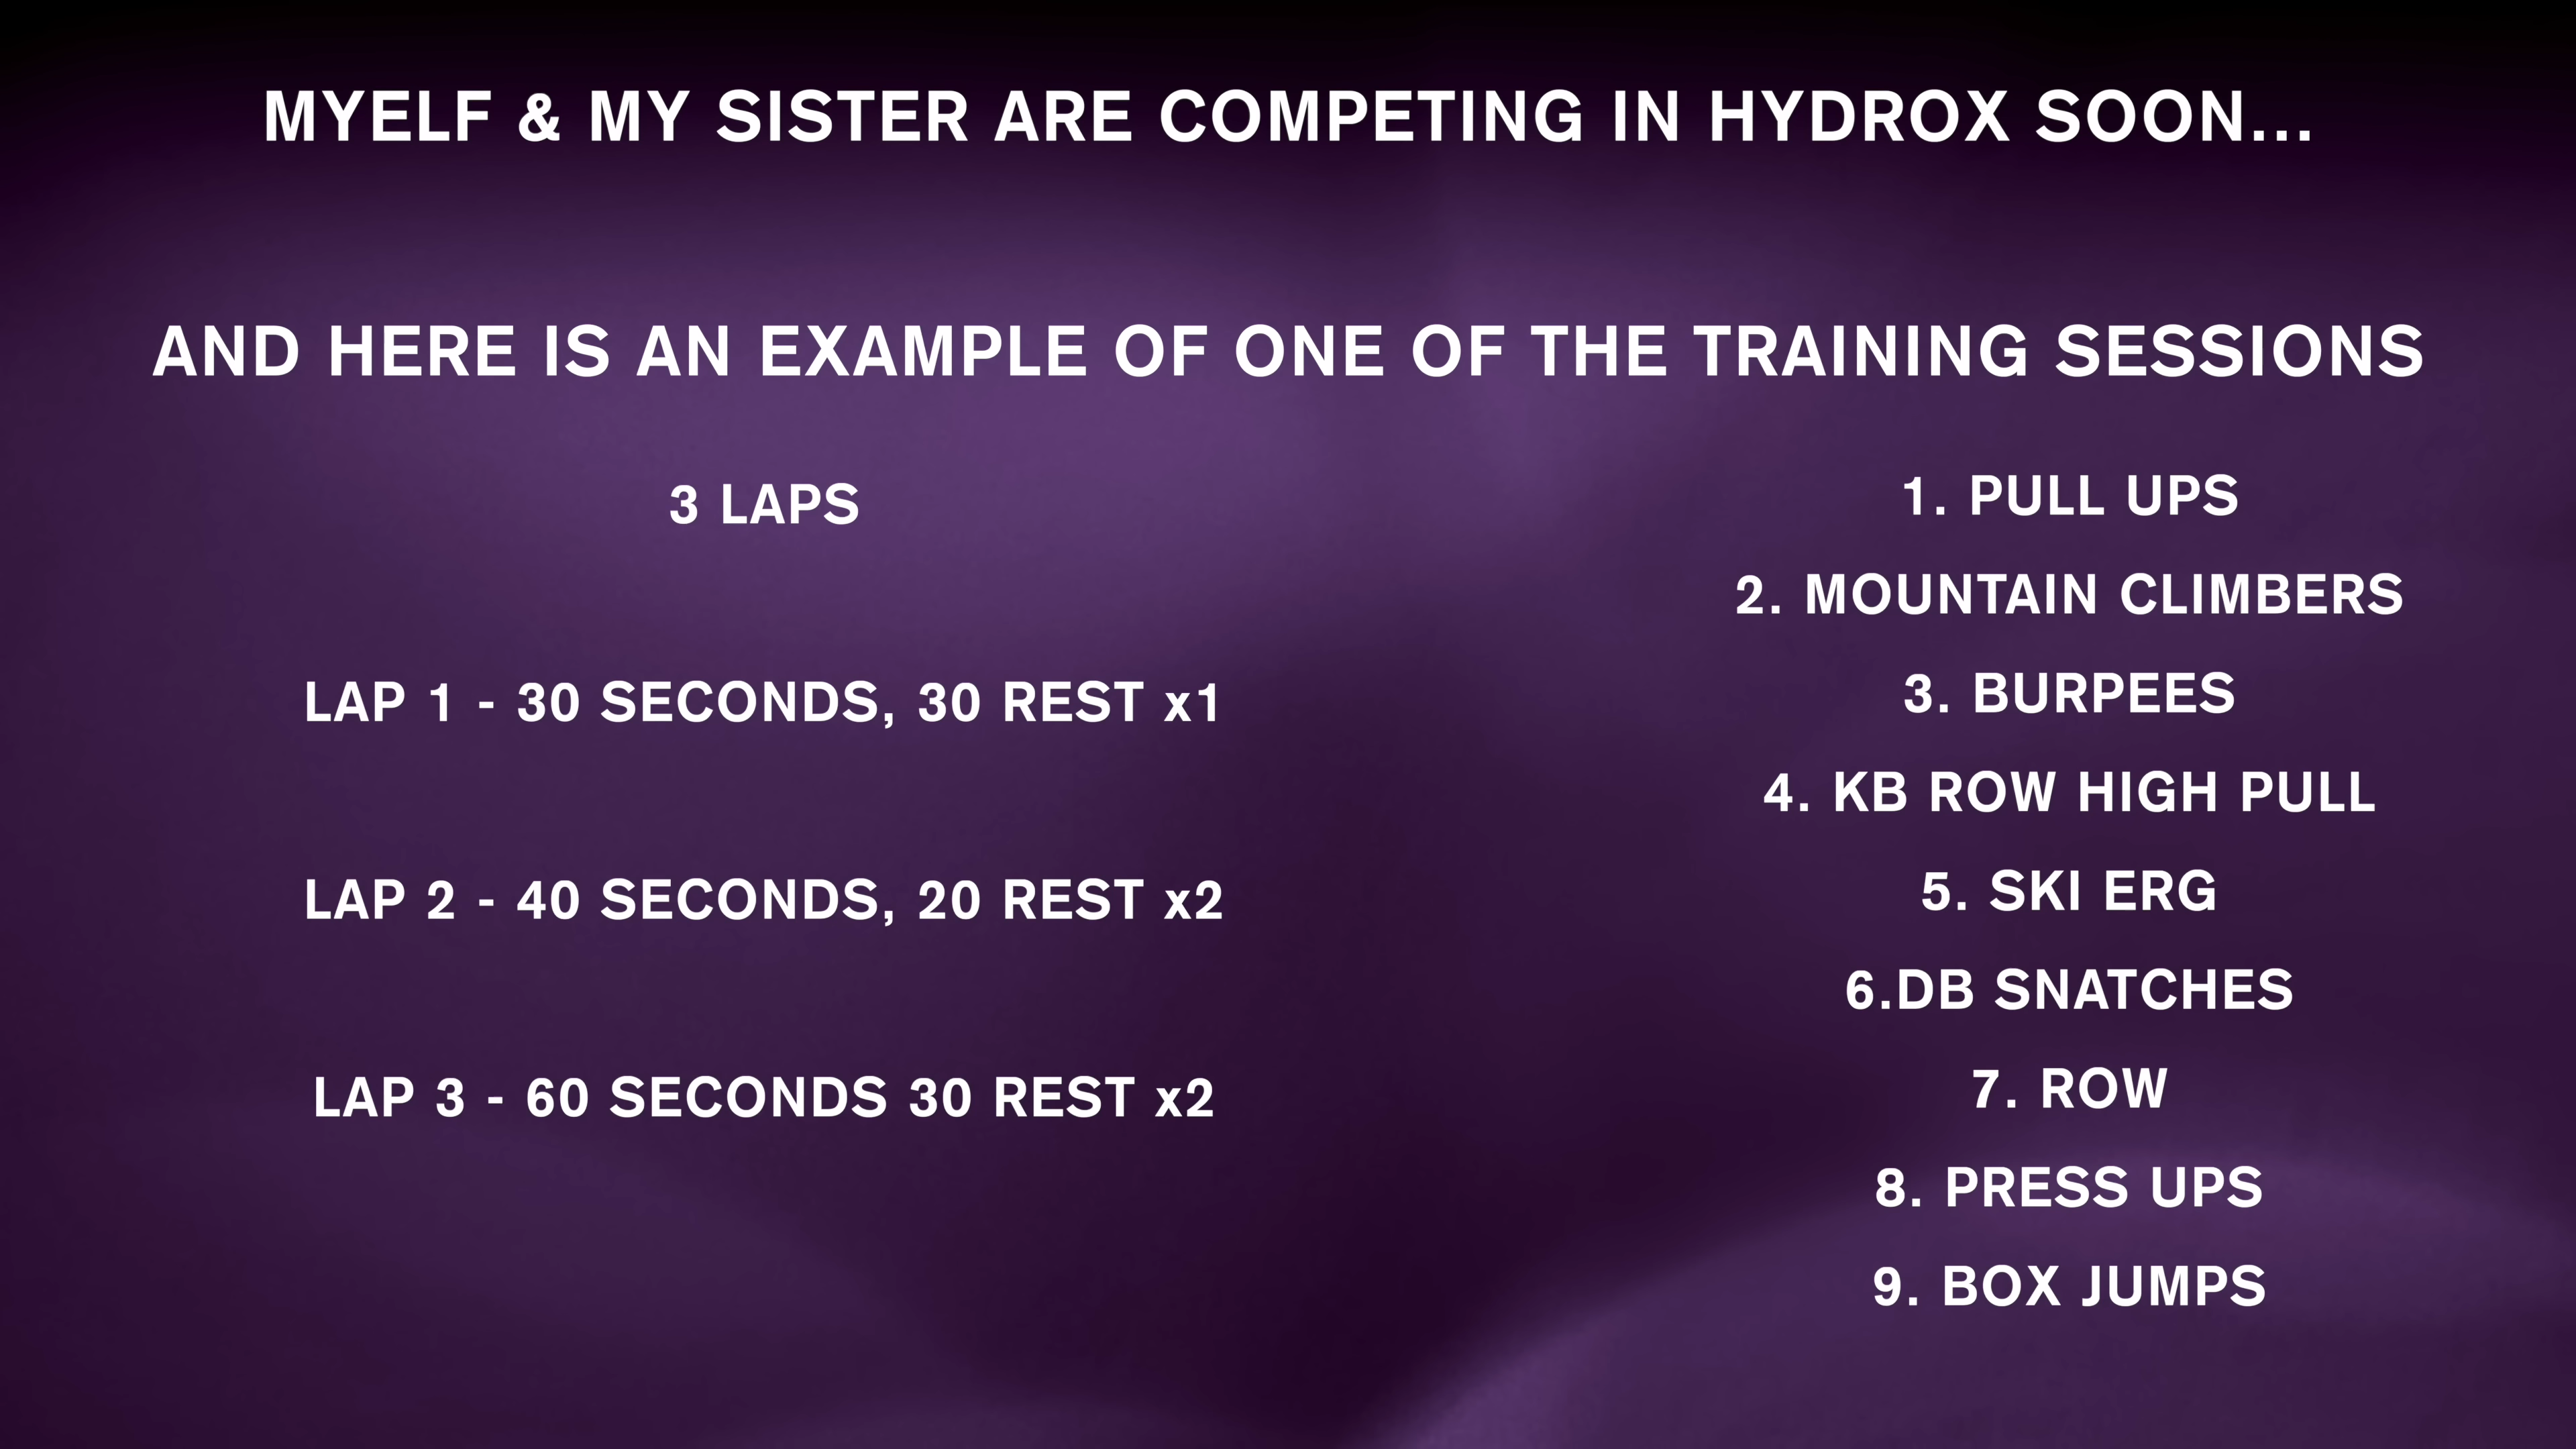 MYELF & MY SISTER ARE COMPETING IN HYDROX SOON...
AND HERE IS AN EXAMPLE OF ONE OF THE TRAINING SESSIONS
3 LAPS
LAP 1 - 30 SECONDS, 30 REST x1
LAP 2 - 40 SECONDS, 20 REST x2
LAP 3 - 60 SECONDS 30 REST x2
1. PULL UPS
2. MOUNTAIN CLIMBERS
3. BURPEES
4. KB ROW HIGH PULL
5. SKI ERG
6.DB SNATCHES
7. ROW
8. PRESS UPS
9. BOX JUMPS